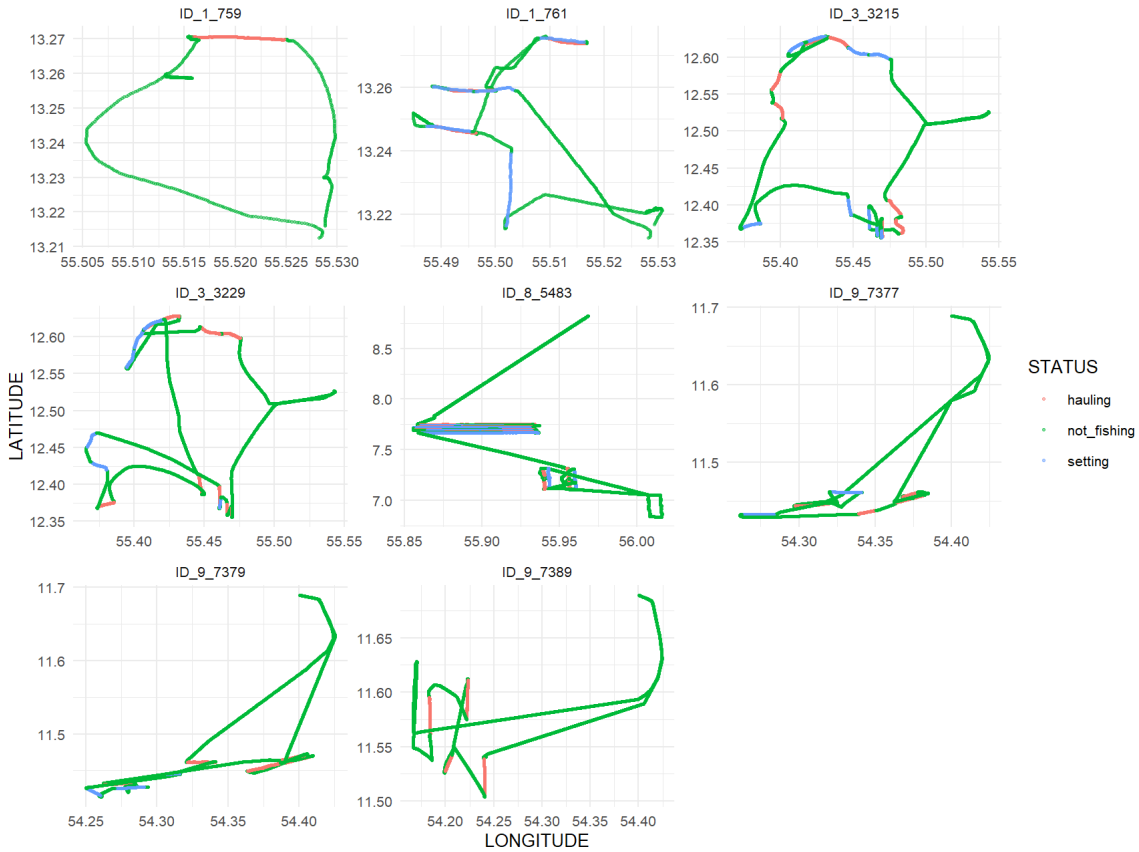 ID_1_759
ID_1_761
ID_3_3215
13.27
13.26
13.25
13.24
13.23
13.22
13.21
55.505 55.510 55.520 55.530
13.26
13.24
13.22
55.49 55.50 55.51 55.52 55.53
12.60
12.55
12.50
12.45
12.40
12.35
55.40 55.45 55.50 55.55
ID_3_3229
ID_8_5483
ID_9_7377
12.60
12.55
12.50
12.45
12.40
12.35
55.40 55.45 55.50 55.55
8.5
8.0
7.5
7.0
55.85 55.90 55.95 56.00
11.7
11.6
11.5
54.30 54.35 54.40
ID_9_7379
ID_9_7389
11.7
11.6
11.5
54.25 54.30 54.35 54.40
11.65
11.60
11.55
11.50
54.20 54.25 54.30 54.35 54.40
LATITUDE
LONGITUDE
STATUS
hauling
not_fishing
setting